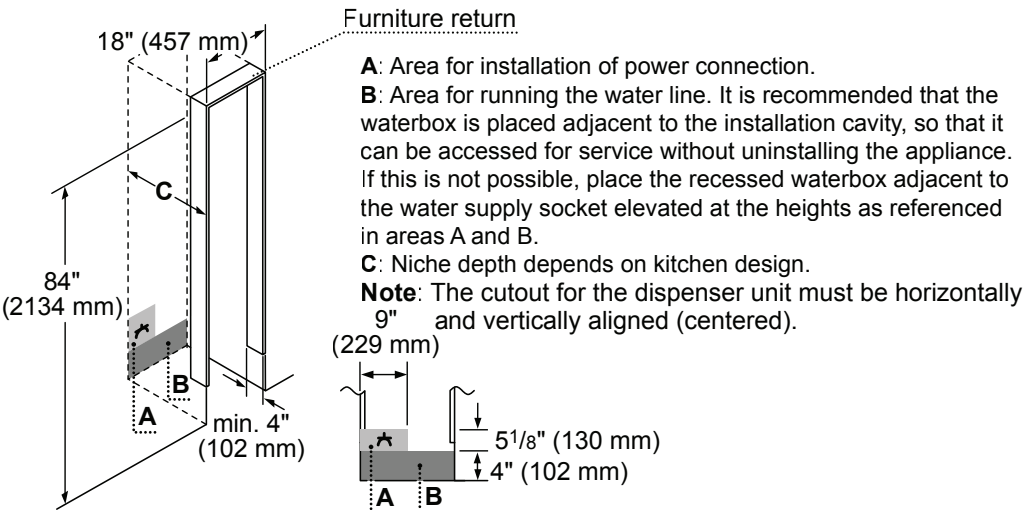 Furniture return
18" (457 mm)
A: Area for installation of power connection.
B: Area for running the water line. It is recommended that the
waterbox is placed adjacent to the installation cavity, so that it
can be accessed for service without uninstalling the appliance.
If this is not possible, place the recessed waterbox adjacent to
the water supply socket elevated at the heights as referenced
in areas A and B.
C: Niche depth depends on kitchen design.
Note: The cutout for the dispenser unit must be horizontally
and vertically aligned (centered).
C
84"
(2134 mm)
B
A
min. 4"
(102 mm)
9"
(229 mm)
51/8" (130 mm)
4" (102 mm)
A
B